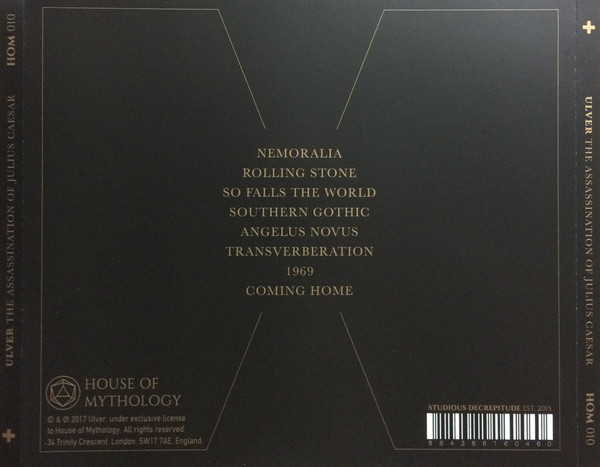 ULVER THE ASSASSINATION OF JULIUS CAESAR HOM 010
NEMORALIA
ROLLING STONE
SO FALLS THE WORLD
SOUTHERN GOTHIC
ANGELUS NOVUS
TRANSVERBERATION
1969
COMING HOME
HOUSE OF
MYTHOLOGY
© & ℗ 2017 Ulver, under exclusive license
to House of Mythology. All rights reserved.
34 Trinity Crescent, London, SW17 7AE, England.
STUDIOUS DECREPITUDE EST. 2015
ULVER THE ASSASSINATION OF JULIUS CAESAR HOM 010